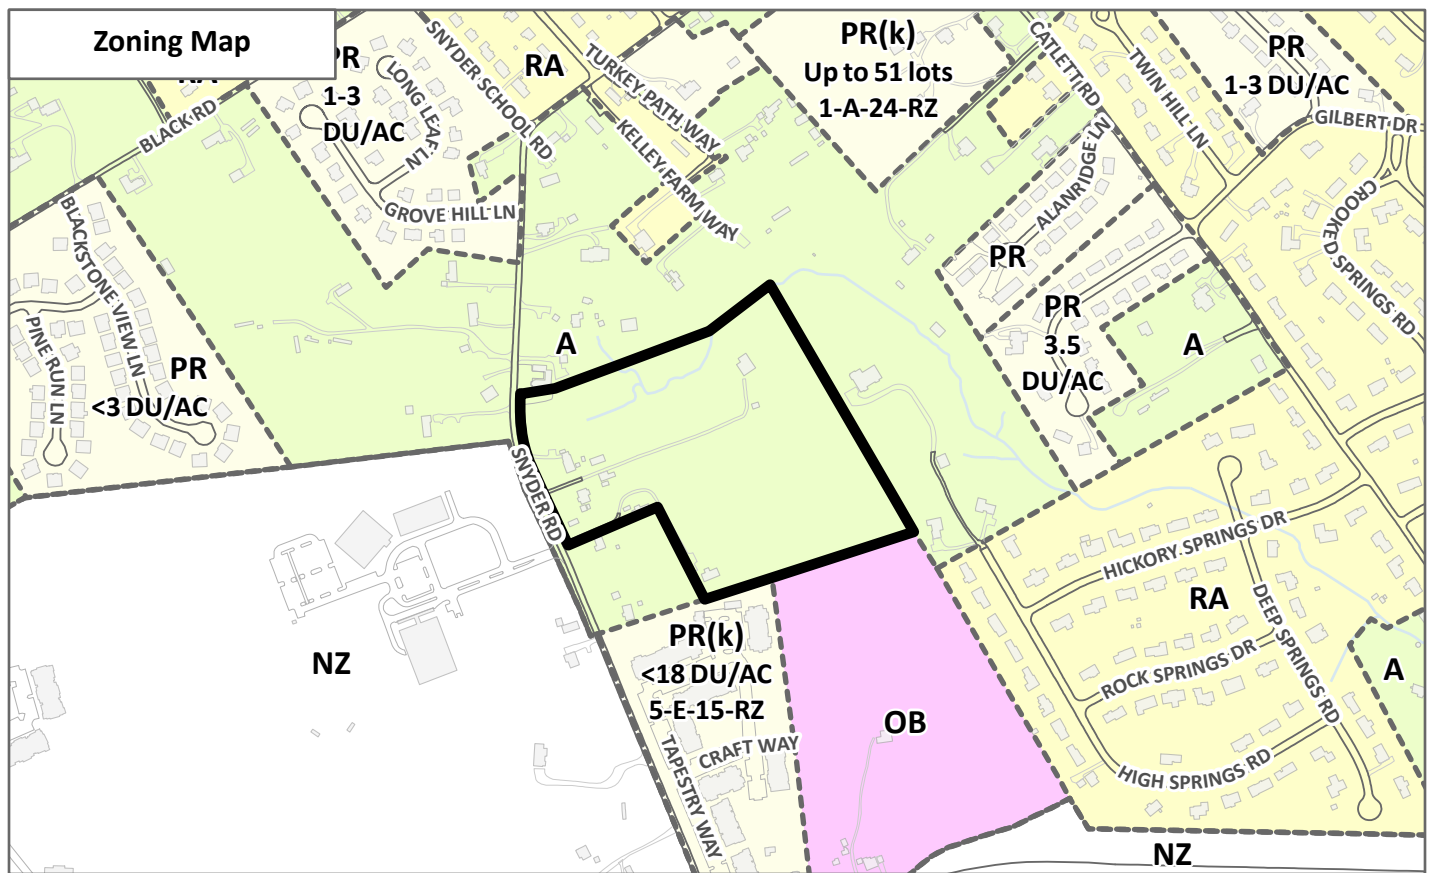 Zoning Map
PR
1-3
DU/AC
LONG LEAF LN
SNYDER SCHOOL RD
RA
TURKEY PATH WAY
PR(k)
Up to 51 lots
1-A-24-RZ
CATLETT RD
TWIN HILL LN
PR
1-3 DU/AC
GILBERT DR
RA
BLACK RD
KELLEY FARM WAY
ALANRIDGE LN
CROOKED SPRINGS RD
GROVE HILL LN
BLACKSTONE VIEW LN
PINE RUN LN
PR
<3 DU/AC
A
PR
PR
3.5
DU/AC
A
SNYDER RD
HICKORY SPRINGS DR
RA
DEEP SPRINGS RD
ROCK SPRINGS DR
A
NZ
PR(k)
<18 DU/AC
5-E-15-RZ
OB
CRAFT WAY
TAPESTRY WAY
HIGH SPRINGS RD
NZ